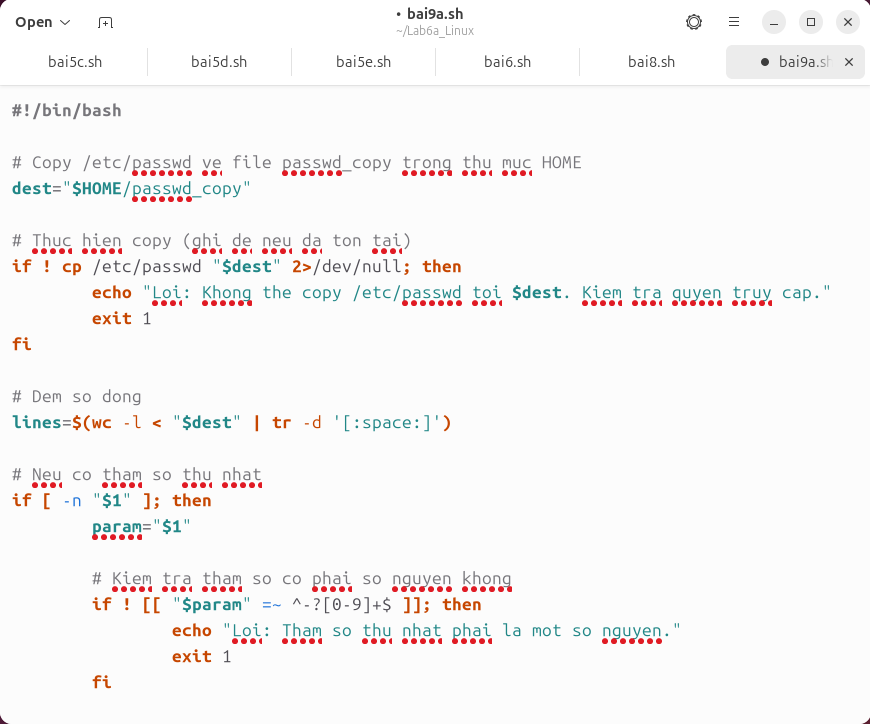 Open
• bai9a.sh
~/Lab6a_Linux
bai5c.sh
bai5d.sh
bai5e.sh
bai6.sh
bai8.sh
● bai9a.sh
#!/bin/bash
# Copy /etc/passwd ve file passwd_copy trong thu muc HOME
dest="$HOME/passwd_copy"
# Thuc hien copy (ghi de neu da ton tai)
if ! cp /etc/passwd "$dest" 2>/dev/null; then
echo "Loi: Khong the copy /etc/passwd toi $dest. Kiem tra quyen truy cap."
exit 1
fi
# Dem so dong
lines=$(wc -l < "$dest" | tr -d '[:space:]')
# Neu co tham so thu nhat
if [ -n "$1" ]; then
param="$1"
# Kiem tra tham so co phai so nguyen khong
if ! [[ "$param" =~ ^-?[0-9]+$ ]]; then
echo "Loi: Tham so thu nhat phai la mot so nguyen."
exit 1
fi